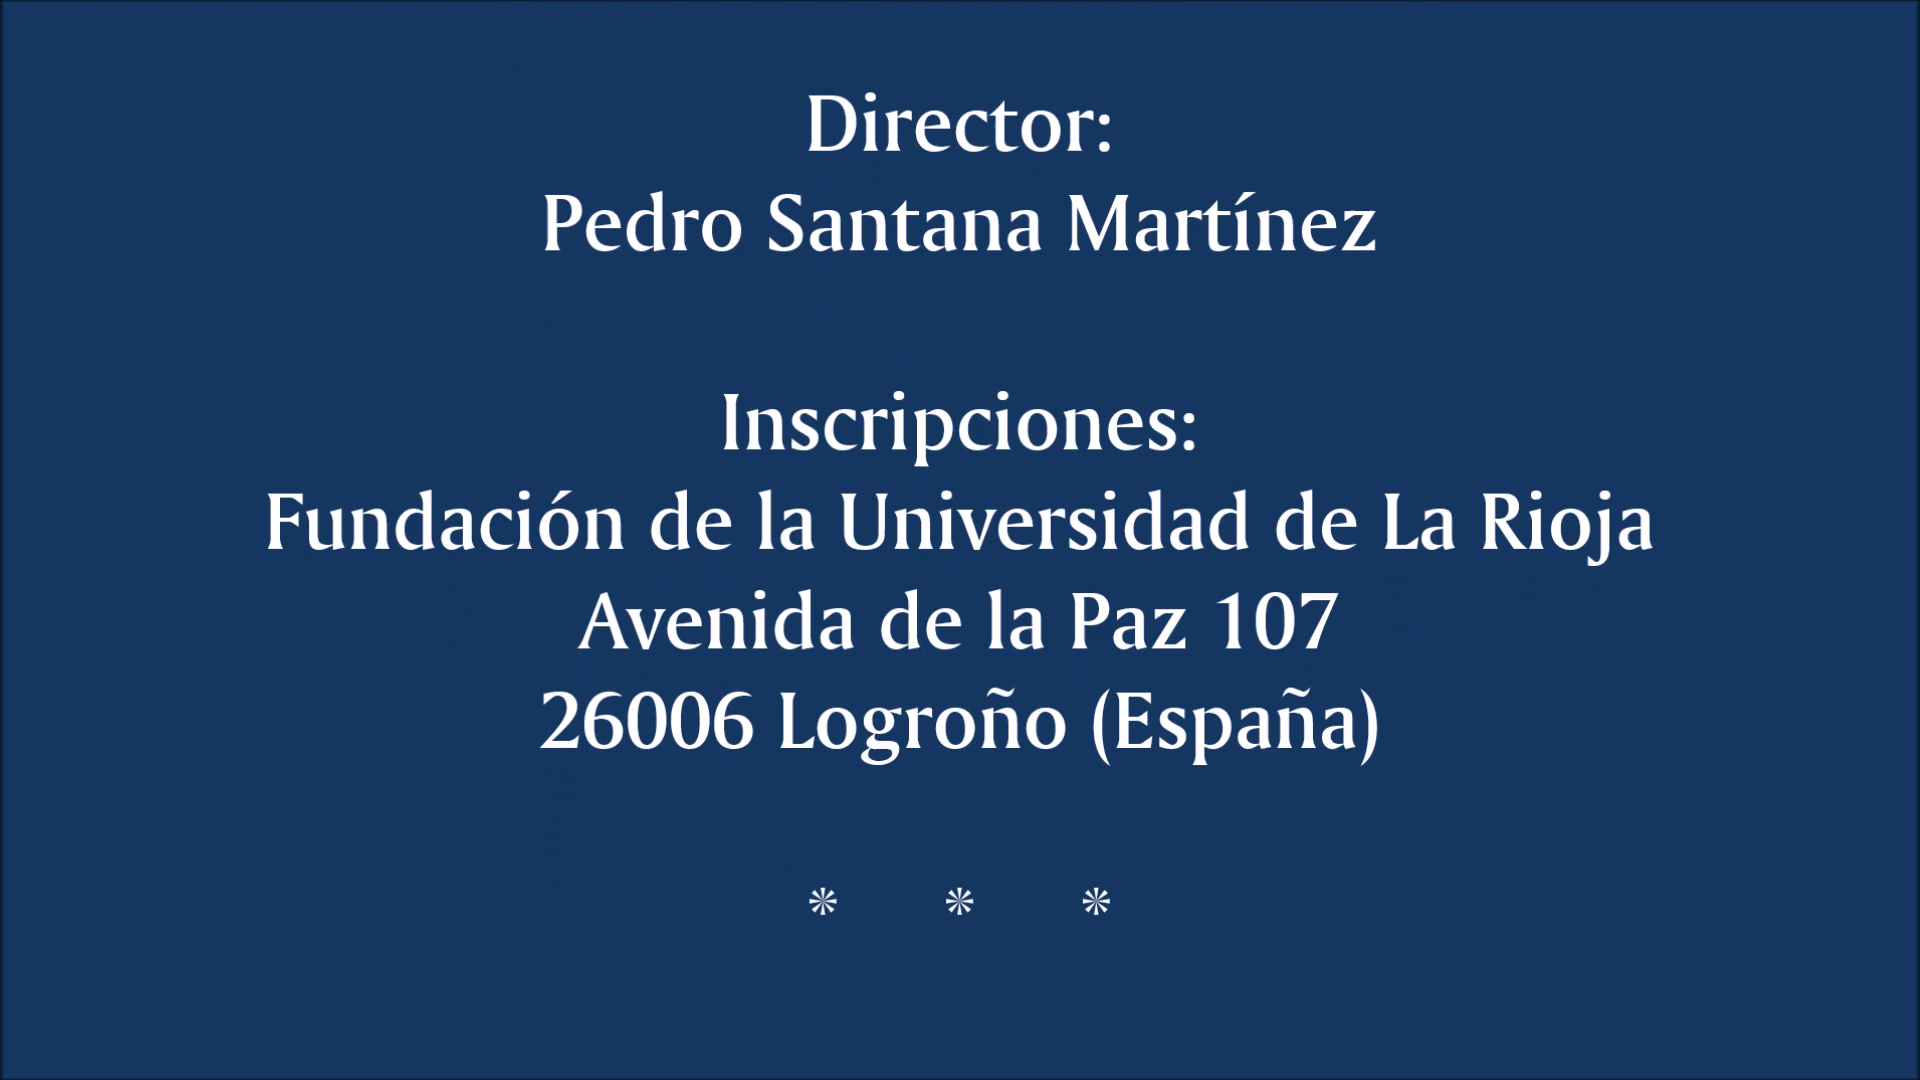 Director:
Pedro Santana Martínez
Inscripciones:
Fundación de la Universidad de La Rioja
Avenida de la Paz 107
26006 Logroño (España)
* * *